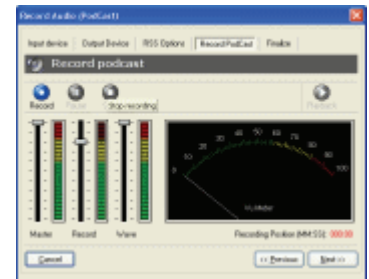 Record Audio (PodCast)
Input device Output Device RSS Options Record PodCast Finalize
Record podcast
Record Pause Stop recording Playback
0 10 20 30 40 50 60 70 80 90 100
Vu Meter
Master Record Wave
Recording Position (MM:SS): 000:00
Cancel << Previous Next >>